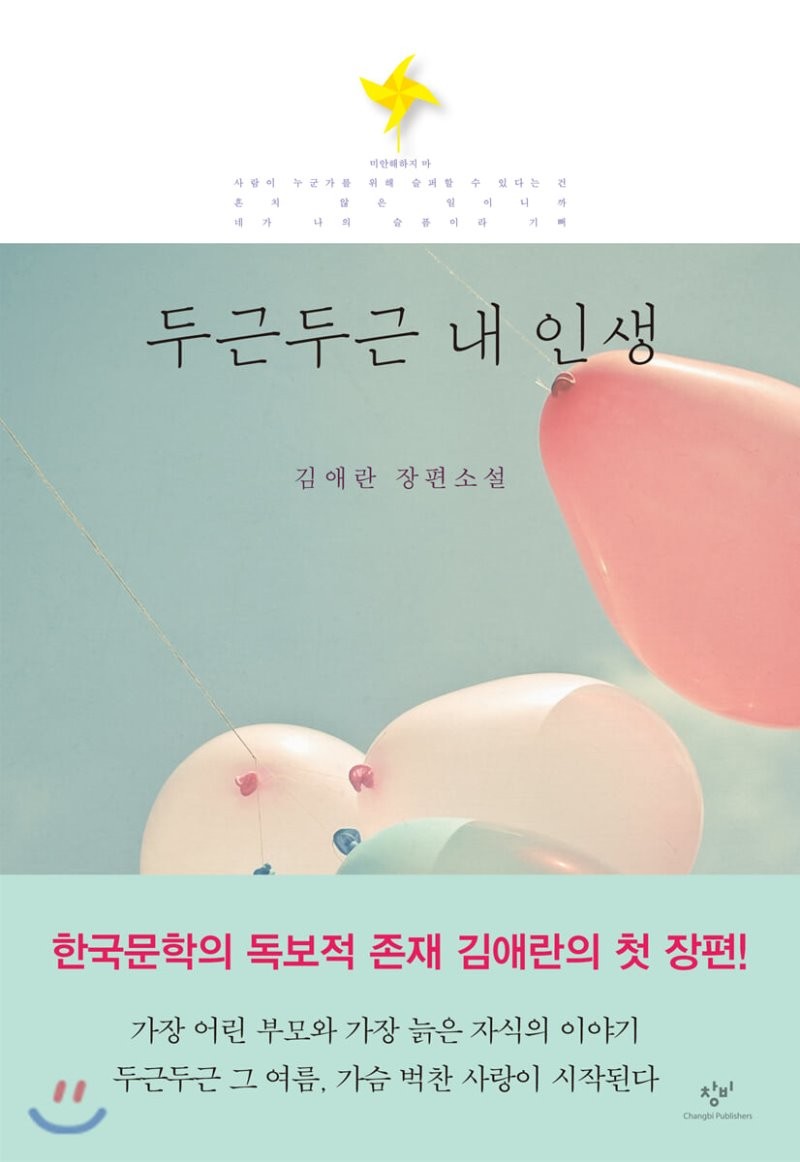 미안해하지 마
사람이 누군가를 위해 슬퍼할 수 있다는 건
흔치 않은 일이니까
네가 나의 슬픔이라 기뻐
두근두근 내 인생
김애란 장편소설
한국문학의 독보적 존재 김애란의 첫 장편!
가장 어린 부모와 가장 늙은 자식의 이야기
두근두근 그 여름, 가슴 벅찬 사랑이 시작된다
창비
Changbi Publishers